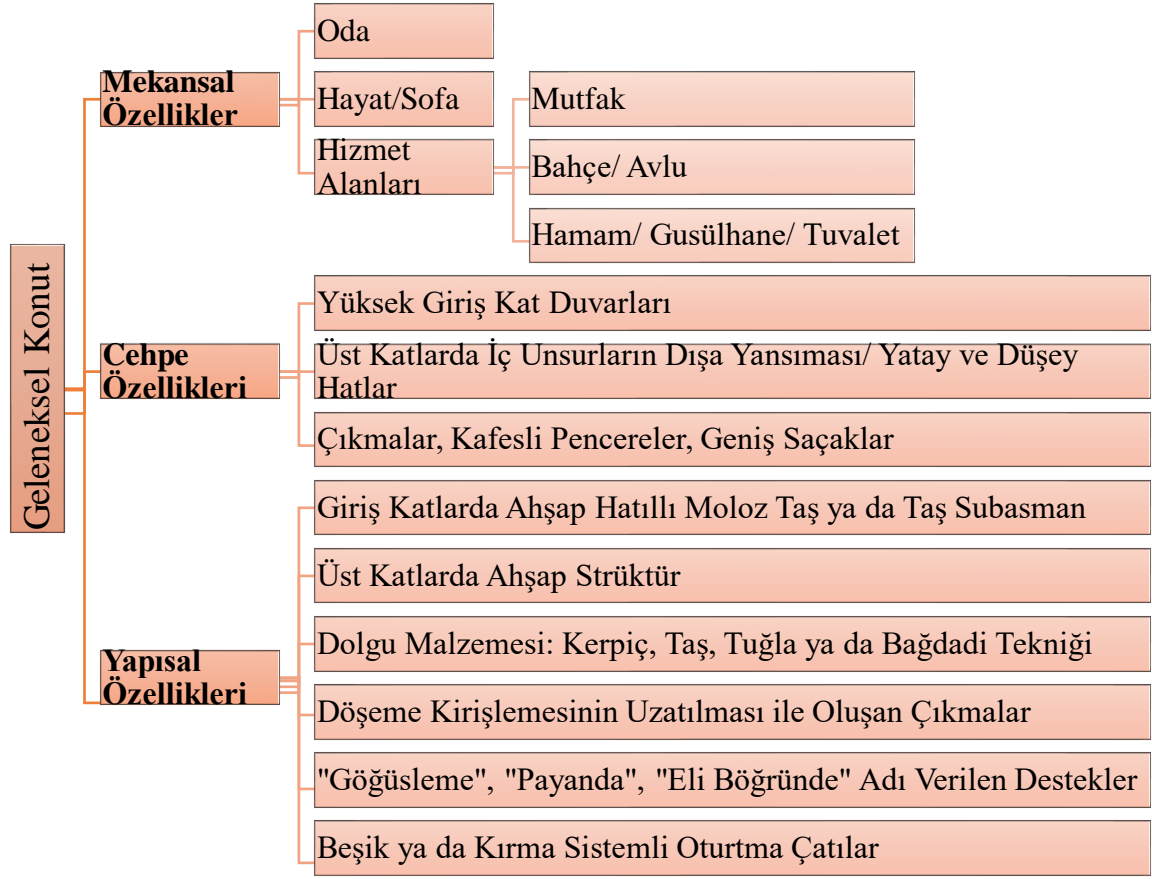 Geleneksel Konut
Mekansal
Özellikler
Oda
Hayat/Sofa
Hizmet
Alanları
Mutfak
Bahçe/ Avlu
Hamam/ Gusülhane/ Tuvalet
Cehpe
Özellikleri
Yüksek Giriş Kat Duvarları
Üst Katlarda İç Unsurların Dışa Yansıması/ Yatay ve Düşey
Hatlar
Çıkmalar, Kafesli Pencereler, Geniş Saçaklar
Yapısal
Özellikleri
Giriş Katlarda Ahşap Hatıllı Moloz Taş ya da Taş Subasman
Üst Katlarda Ahşap Strüktür
Dolgu Malzemesi: Kerpiç, Taş, Tuğla ya da Bağdadi Tekniği
Döşeme Kirişlemesinin Uzatılması ile Oluşan Çıkmalar
"Göğüsleme", "Payanda", "Eli Böğründe" Adı Verilen Destekler
Beşik ya da Kırma Sistemli Oturtma Çatılar